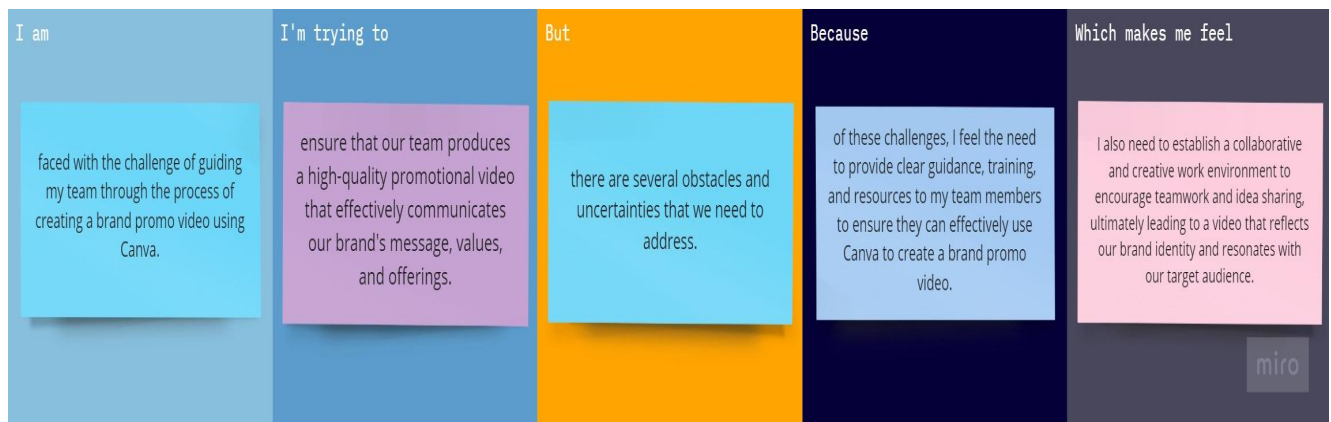 I am
faced with the challenge of guiding
my team through the process of
creating a brand promo video using
Canva.
I'm trying to
ensure that our team produces
a high-quality promotional video
that effectively communicates
our brand's message, values,
and offerings.
But
there are several obstacles and
uncertainties that we need to
address.
Because
of these challenges, I feel the need
to provide clear guidance, training,
and resources to my team members
to ensure they can effectively use
Canva to create a brand promo
video.
Which makes me feel
I also need to establish a collaborative
and creative work environment to
encourage teamwork and idea sharing,
ultimately leading to a video that reflects
our brand identity and resonates with
our target audience.
miro